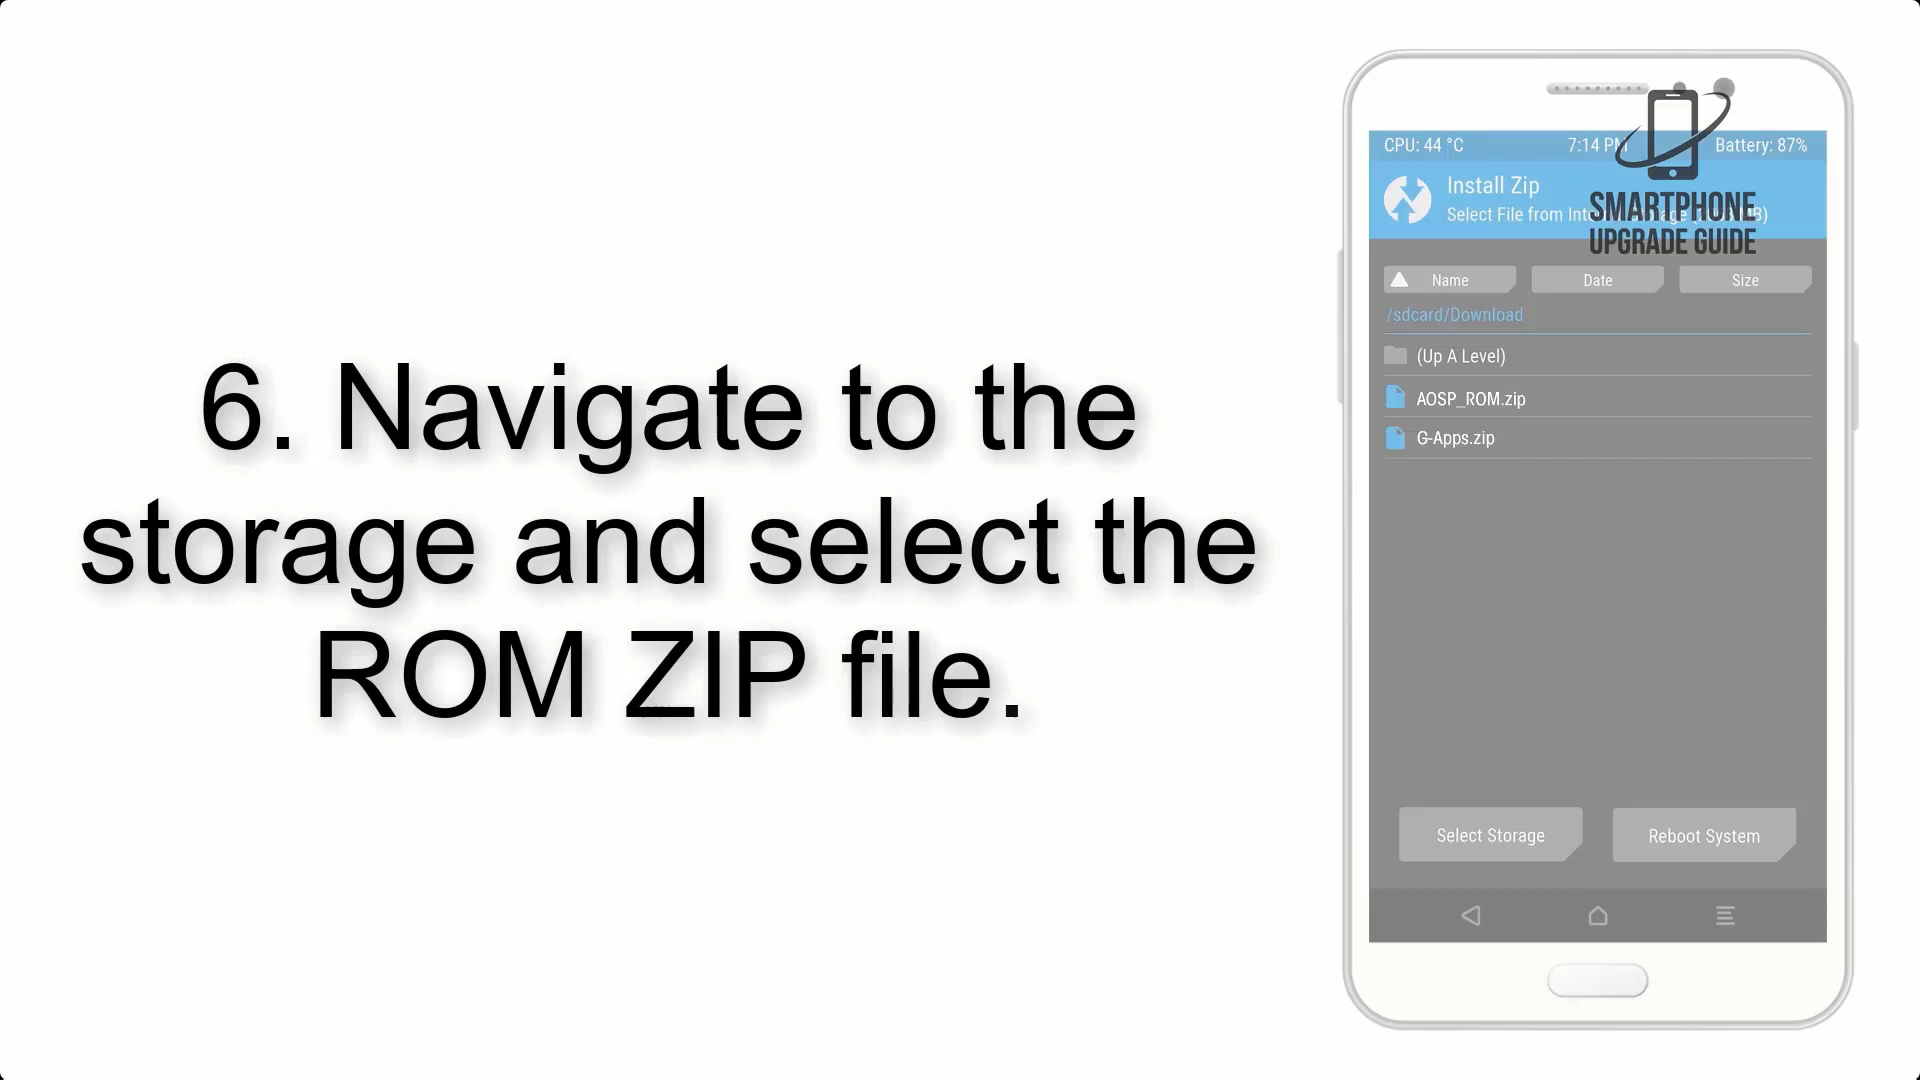 6. Navigate to the
storage and select the
ROM ZIP file.
CPU: 44 °C 7:14 PM Battery: 87%
Install Zip
Select File from
SMARTPHONE
UPGRADE GUIDE
Name Date Size
/sdcard/Download
(Up A Level)
AOSP_ROM.zip
G-Apps.zip
Select Storage Reboot System